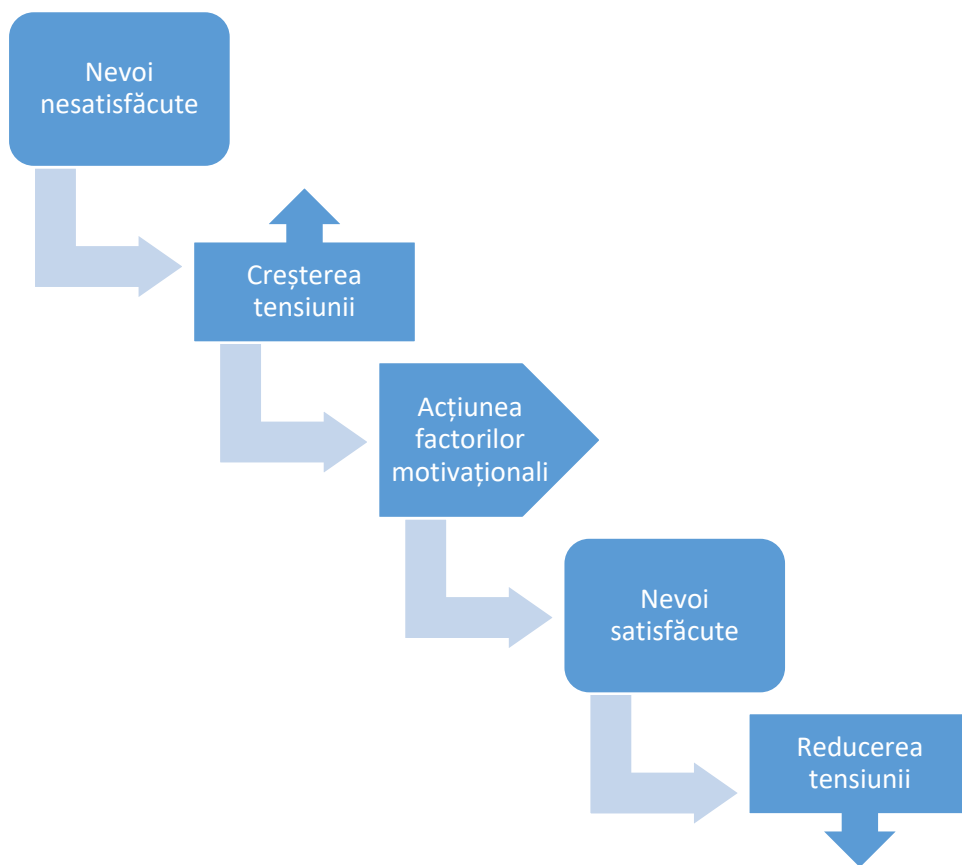 Nevoi
nesatisfăcute
Creșterea
tensiunii
Acțiunea
factorilor
motivaționali
Nevoi
satisfăcute
Reducerea
tensiunii